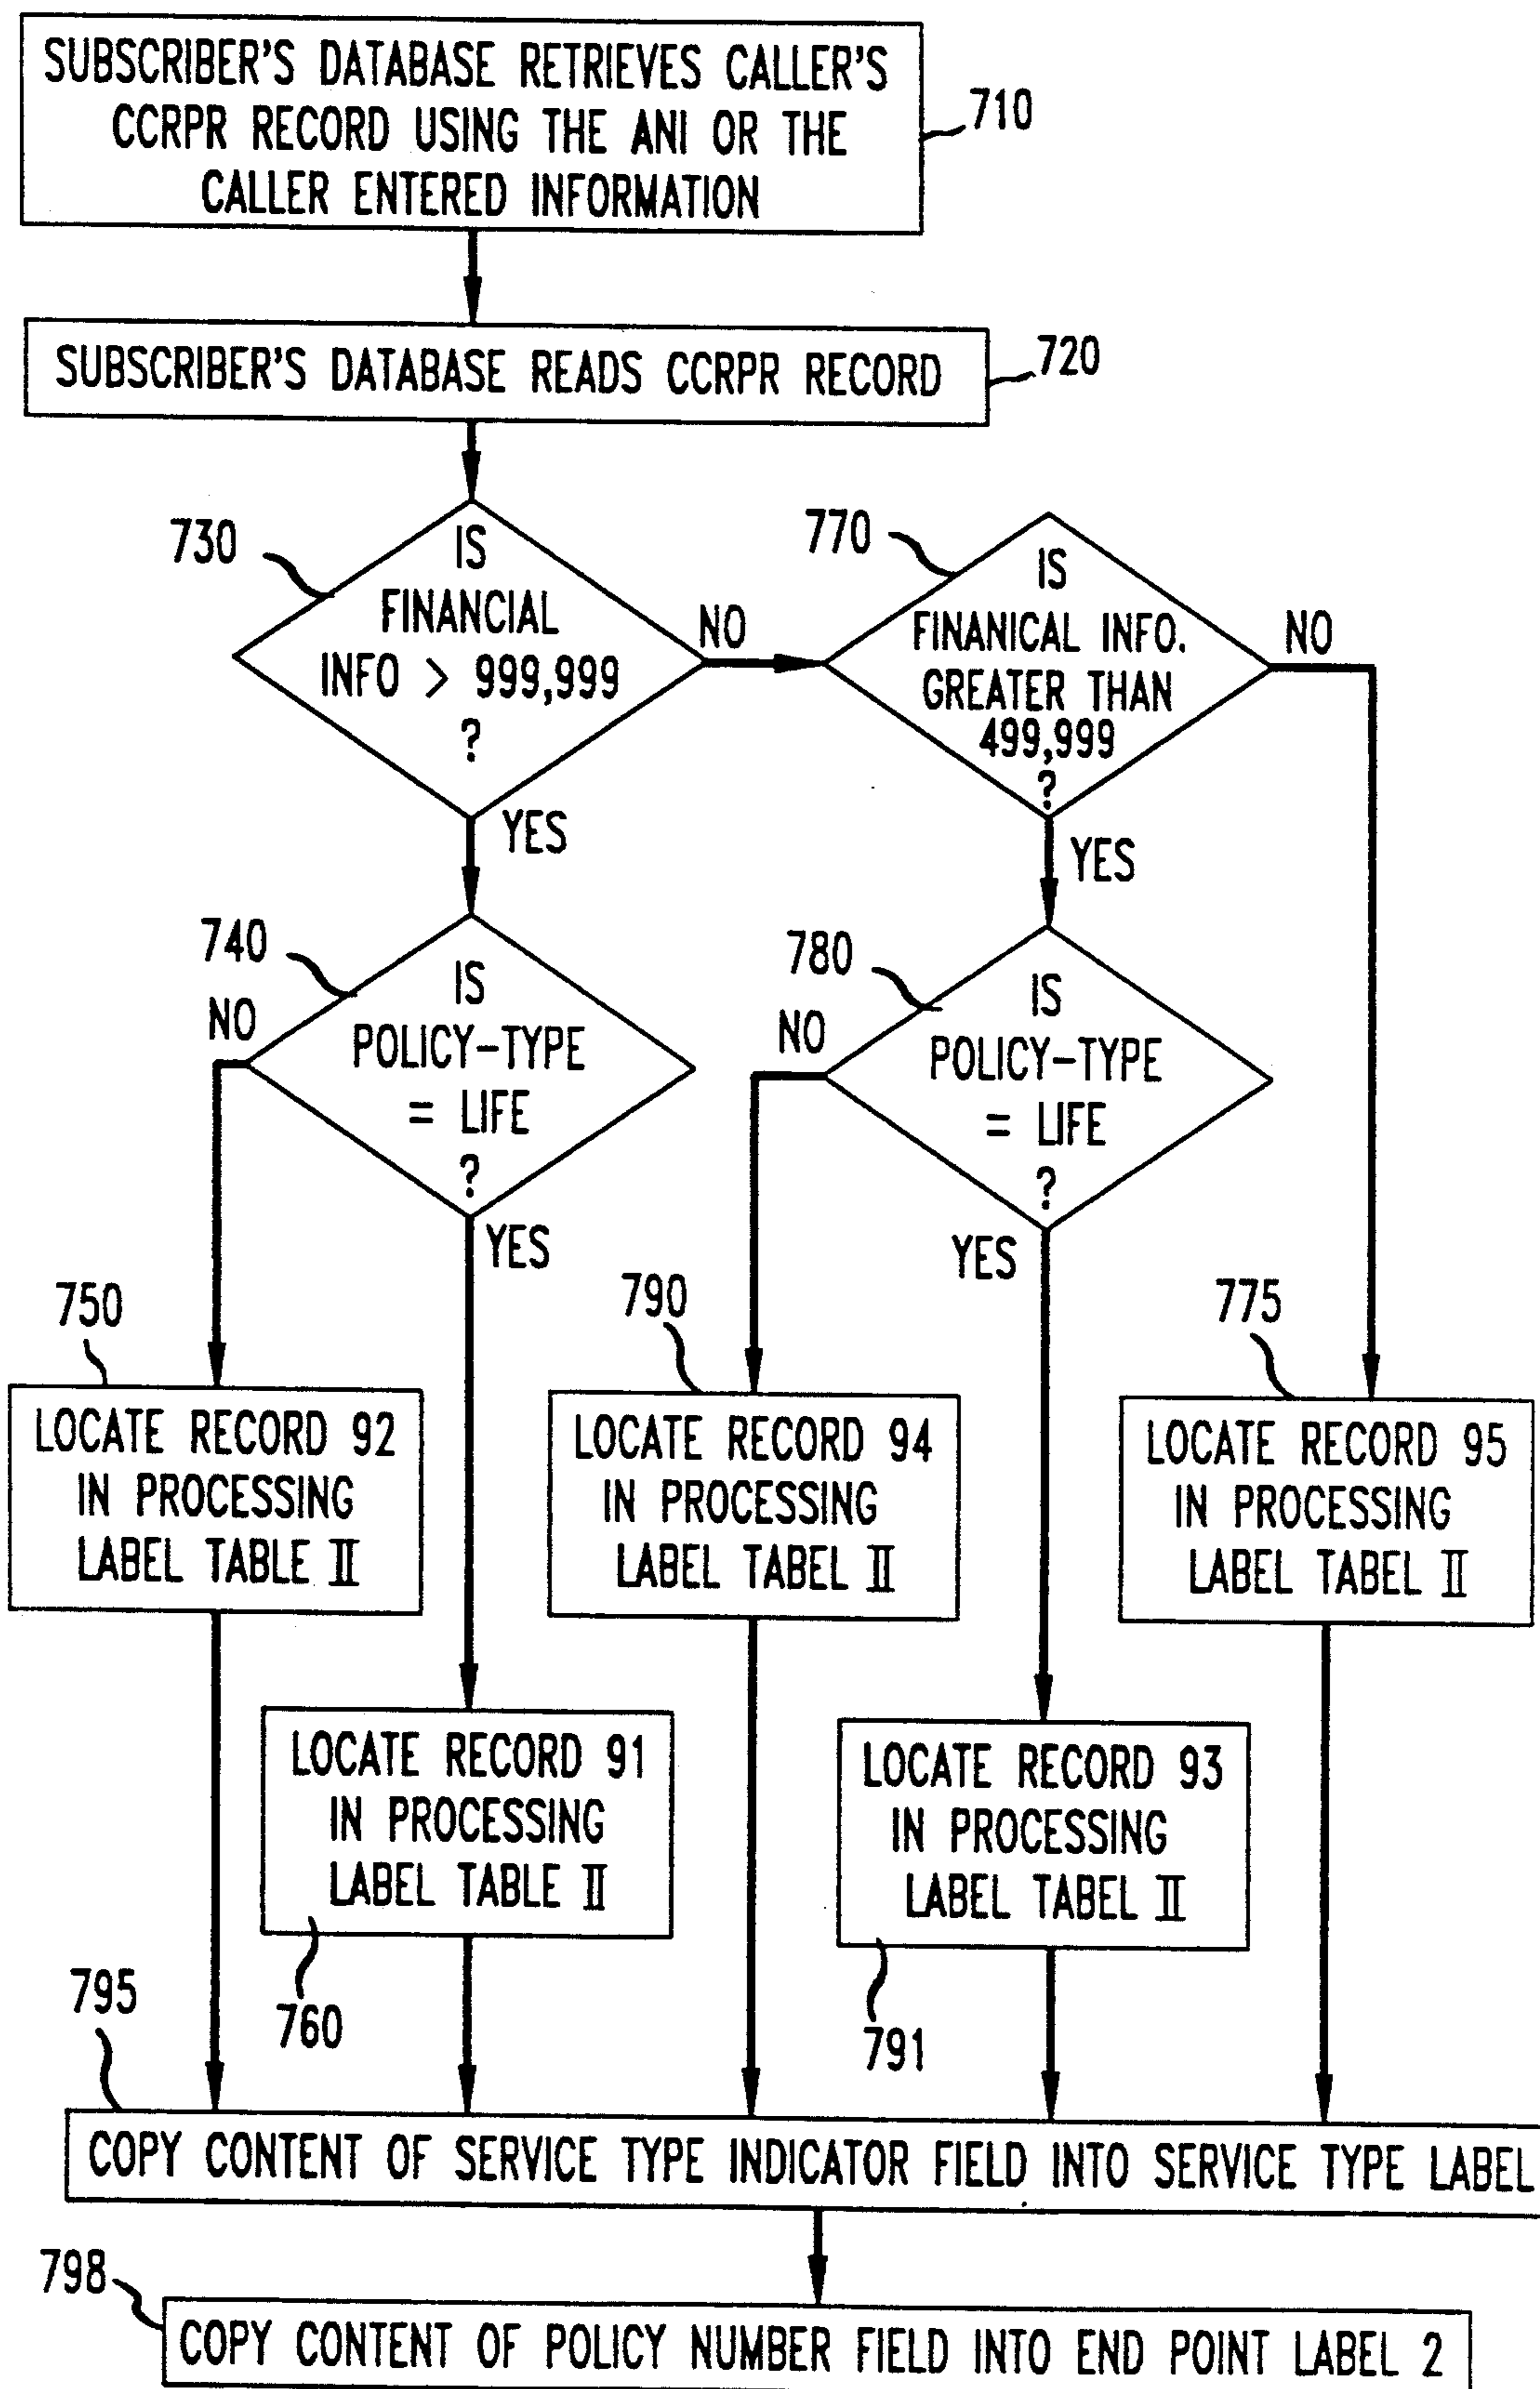 SUBSCRIBER'S DATABASE RETRIEVES CALLER'S
CCRPR RECORD USING THE ANI OR THE
CALLER ENTERED INFORMATION
710
SUBSCRIBER'S DATABASE READS CCRPR RECORD
720
730
IS
FINANCIAL
INFO > 999,999
?
NO
YES
770
IS
FINANICAL INFO.
GREATER THAN
499,999
?
NO
YES
740
IS
POLICY-TYPE
= LIFE
?
NO
YES
780
IS
POLICY-TYPE
= LIFE
?
NO
YES
750
LOCATE RECORD 92
IN PROCESSING
LABEL TABLE II
790
LOCATE RECORD 94
IN PROCESSING
LABEL TABEL II
775
LOCATE RECORD 95
IN PROCESSING
LABEL TABEL II
LOCATE RECORD 91
IN PROCESSING
LABEL TABLE II
760
LOCATE RECORD 93
IN PROCESSING
LABEL TABEL II
791
795
COPY CONTENT OF SERVICE TYPE INDICATOR FIELD INTO SERVICE TYPE LABEL
798
COPY CONTENT OF POLICY NUMBER FIELD INTO END POINT LABEL 2